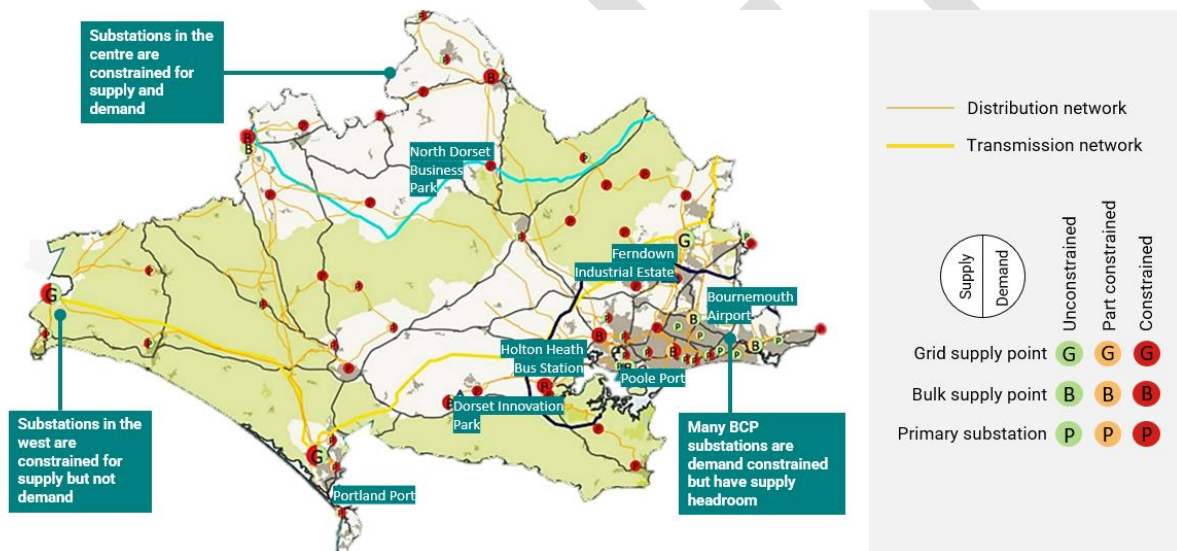 Substations in the
centre are
constrained for
supply and
demand
North Dorset
Business
Park
Ferndown
Industrial Estate
Bournemouth
Airport
Holton Heath
Bus Station
Poole Port
Dorset Innovation
Park
Portland Port
Substations in the
west are
constrained for
supply but not
demand
Many BCP
substations are
demand constrained
but have supply
headroom
Distribution network
Transmission network
Supply
Demand
Unconstrained
Part constrained
Constrained
Grid supply point G G G
Bulk supply point B B B
Primary substation P P P